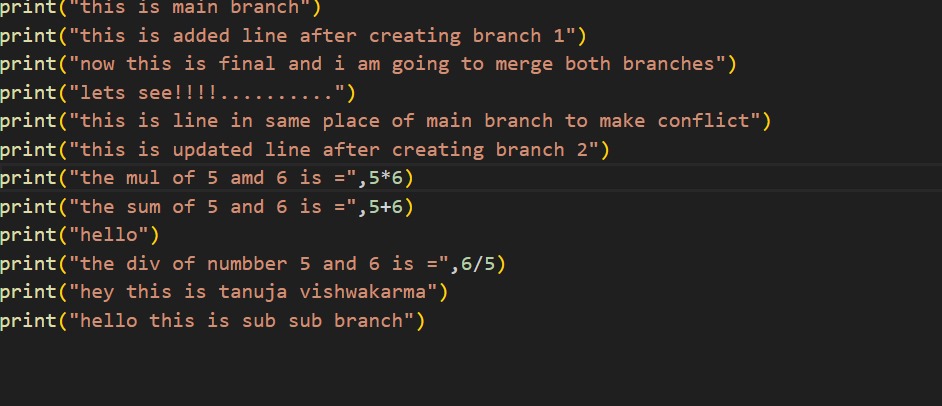 print("this is main branch")
print("this is added line after creating branch 1")
print("now this is final and i am going to merge both branches")
print("lets see!!!!..........")
print("this is line in same place of main branch to make conflict")
print("this is updated line after creating branch 2")
print("the mul of 5 amd 6 is =",5*6)
print("the sum of 5 and 6 is =",5+6)
print("hello")
print("the div of numbber 5 and 6 is =",6/5)
print("hey this is tanuja vishwakarma")
print("hello this is sub sub branch")